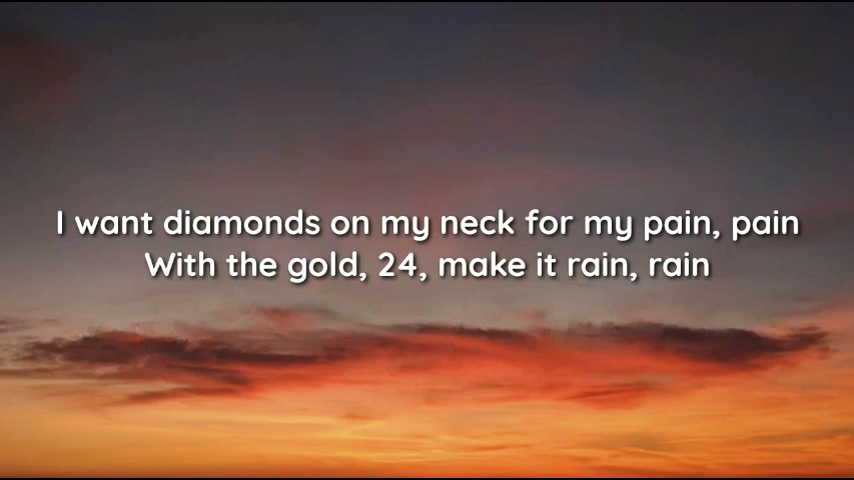 I want diamonds on my neck for my pain, pain
With the gold, 24, make it rain, rain